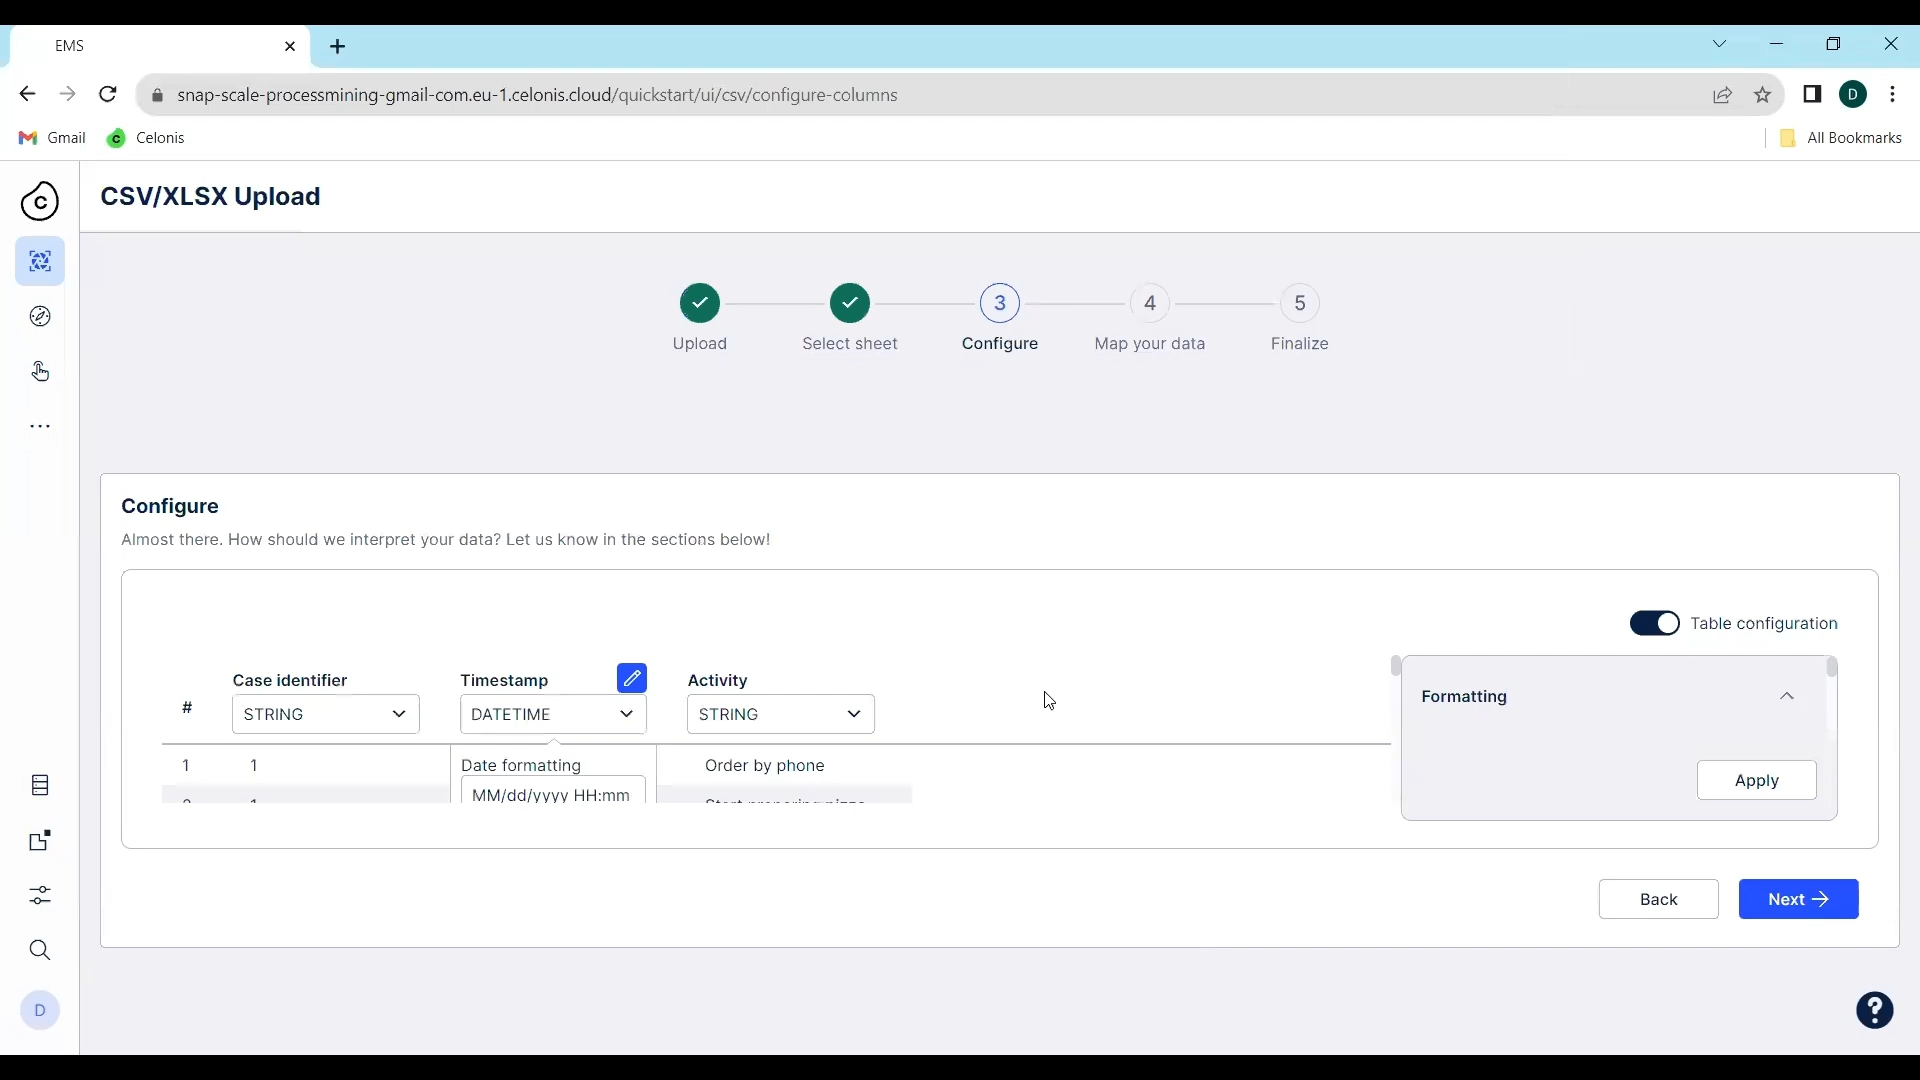 EMS
snap-scale-processmining-gmail-com.eu-1.celonis.cloud/quickstart/ui/csv/configure-columns
D
Gmail
Celonis
All Bookmarks
CSV/XLSX Upload
3
4
5
Upload
Select sheet
Configure
Map your data
Finalize
Configure
Almost there. How should we interpret your data? Let us know in the sections below!
Table configuration
#
Case identifier
Timestamp
Activity
STRING
DATETIME
STRING
Formatting
1
1
Date formatting
Order by phone
MM/dd/yyyy HH:mm
Apply
Back
Next
D
?